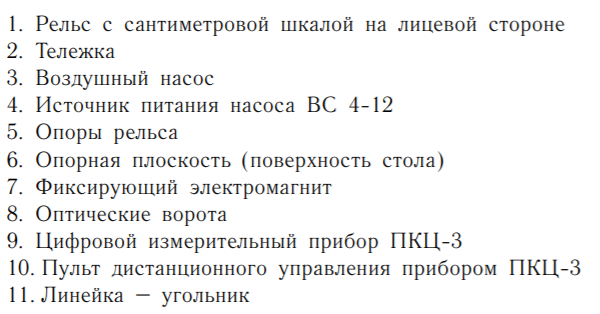 1. Рельс с сантиметровой шкалой на лицевой стороне
2. Тележка
3. Воздушный насос
4. Источник питания насоса ВС 4-12
5. Опоры рельса
6. Опорная плоскость (поверхность стола)
7. Фиксирующий электромагнит
8. Оптические ворота
9. Цифровой измерительный прибор ПКЦ-3
10. Пульт дистанционного управления прибором ПКЦ-3
11. Линейка – угольник